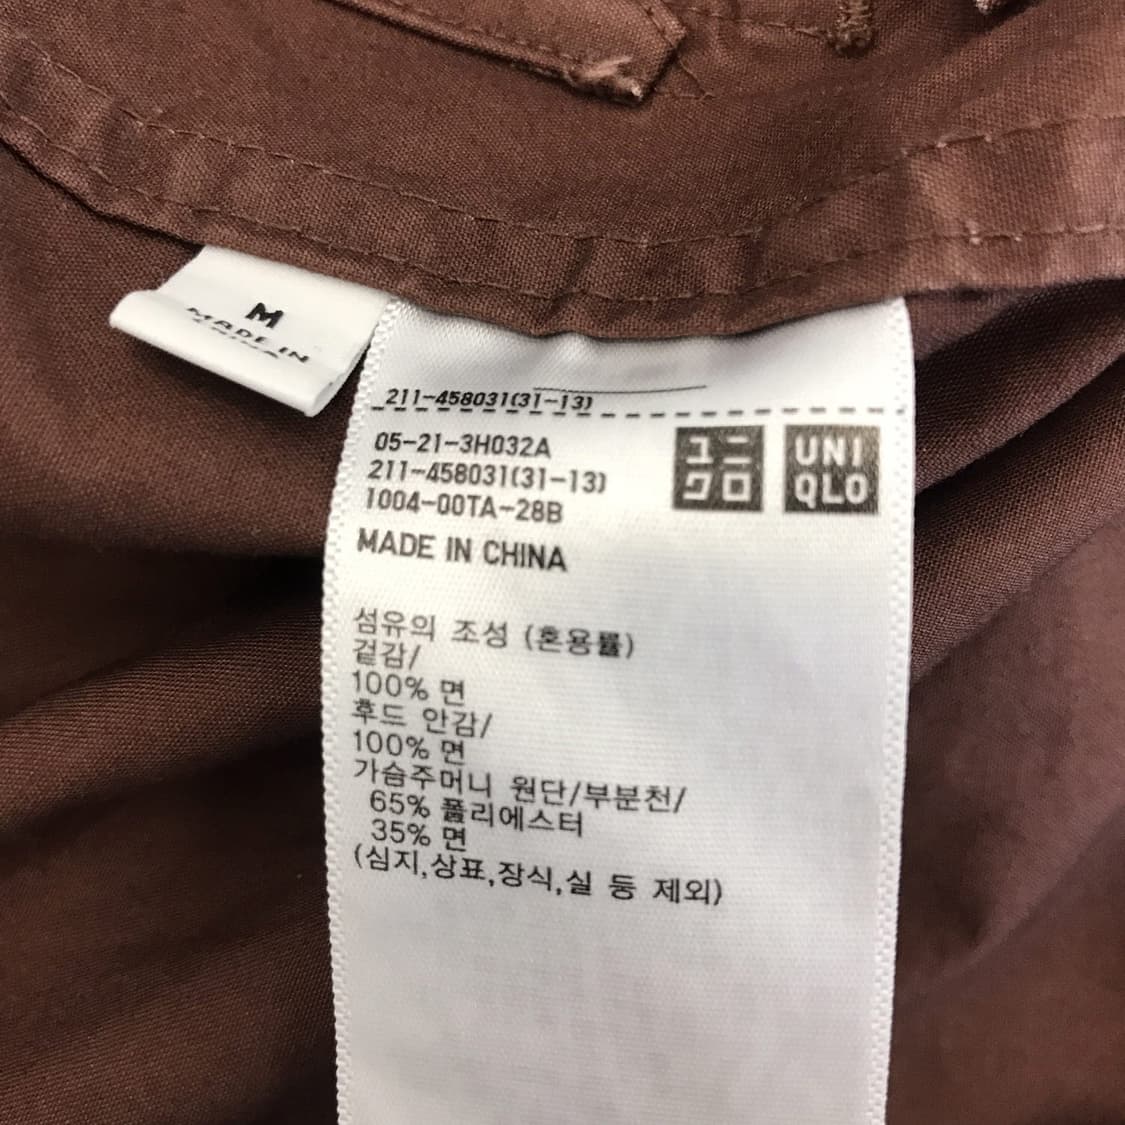 M
MADE IN
CHINA
211-458031(31-13)
05-21-3H032A
211-458031(31-13)
1004-00TA-28B
ユニ
クロ
UNI
QLO
MADE IN CHINA
섬유의 조성 (혼용률)
겉감/
100% 면
후드 안감/
100% 면
가슴주머니 원단/부분천/
65% 폴리에스터
35% 면
(심지,상표,장식,실 등 제외)